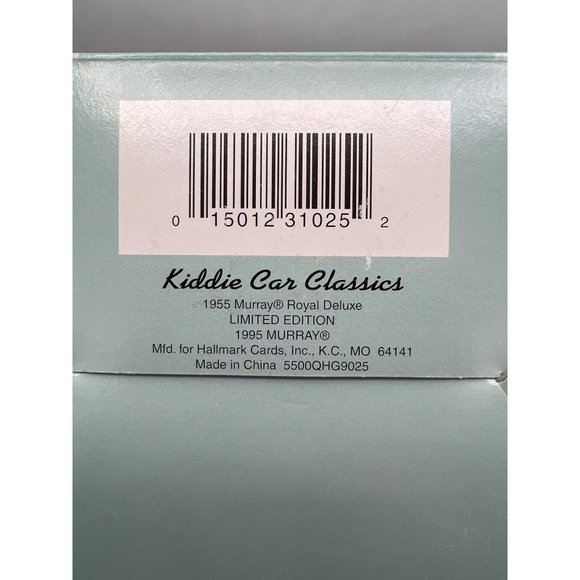 0 15012 31025 2
Kiddie Car Classics
1955 Murray® Royal Deluxe
LIMITED EDITION
1995 MURRAY®
Mfd. for Hallmark Cards, Inc., K.C., MO 64141
Made in China 5500QHG9025